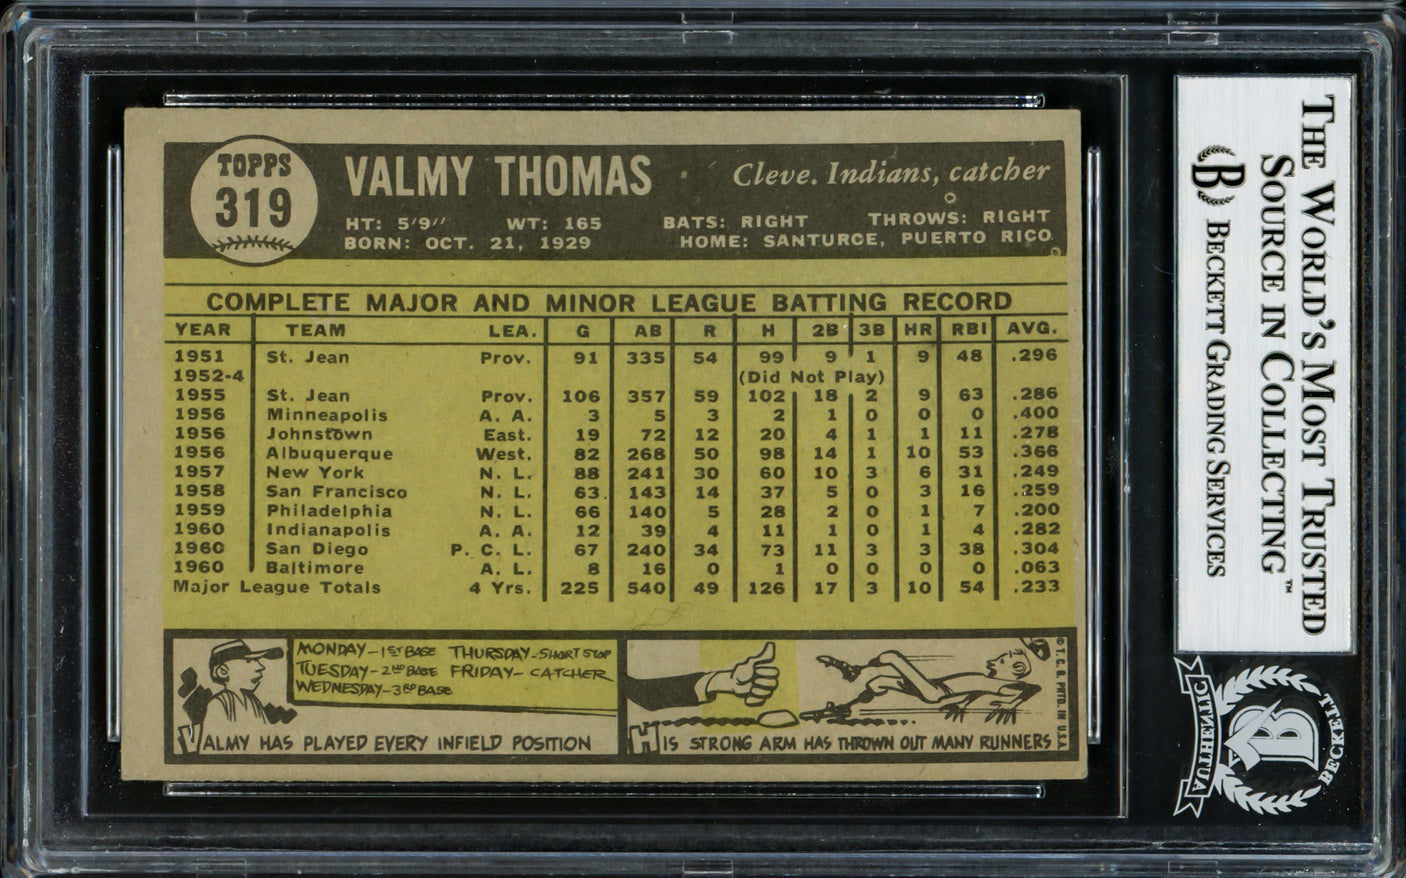 TOPPS
319
VALMY THOMAS · Cleve. Indians, catcher
HT: 5'9" WT: 165 BATS: RIGHT THROWS: RIGHT
BORN: OCT. 21, 1929 HOME: SANTURCE, PUERTO RICO
COMPLETE MAJOR AND MINOR LEAGUE BATTING RECORD
YEAR TEAM LEA. G AB R H 2B 3B HR RBI AVG.
1951 St. Jean Prov. 91 335 54 99 9 1 9 48 .296
1952-4 (Did Not Play)
1955 St. Jean Prov. 106 357 59 102 18 2 9 63 .286
1956 Minneapolis A. A. 3 5 3 2 1 0 0 0 .400
1956 Johnstown East. 19 72 12 20 4 1 1 11 .278
1956 Albuquerque West. 82 268 50 98 14 1 10 53 .366
1957 New York N. L. 88 241 30 60 10 3 6 31 .249
1958 San Francisco N. L. 63 143 14 37 5 0 3 16 .259
1959 Philadelphia N. L. 66 140 5 28 2 0 1 7 .200
1960 Indianapolis A. A. 12 39 4 11 1 0 1 4 .282
1960 San Diego P. C. L. 67 240 34 73 11 3 3 38 .304
1960 Baltimore A. L. 8 16 0 1 0 0 0 0 .063
Major League Totals 4 Yrs. 225 540 49 126 17 3 10 54 .233
MONDAY-1ST BASE THURSDAY-SHORT STOP
TUESDAY-2ND BASE FRIDAY-CATCHER
WEDNESDAY-3RD BASE
VALMY HAS PLAYED EVERY INFIELD POSITION
HIS STRONG ARM HAS THROWN OUT MANY RUNNERS
© T. C. G. PRTD. IN U.S.A.
THE WORLD'S MOST TRUSTED
SOURCE IN COLLECTING™
B BECKETT GRADING SERVICES
AUTHENTIC
B
BECKETT